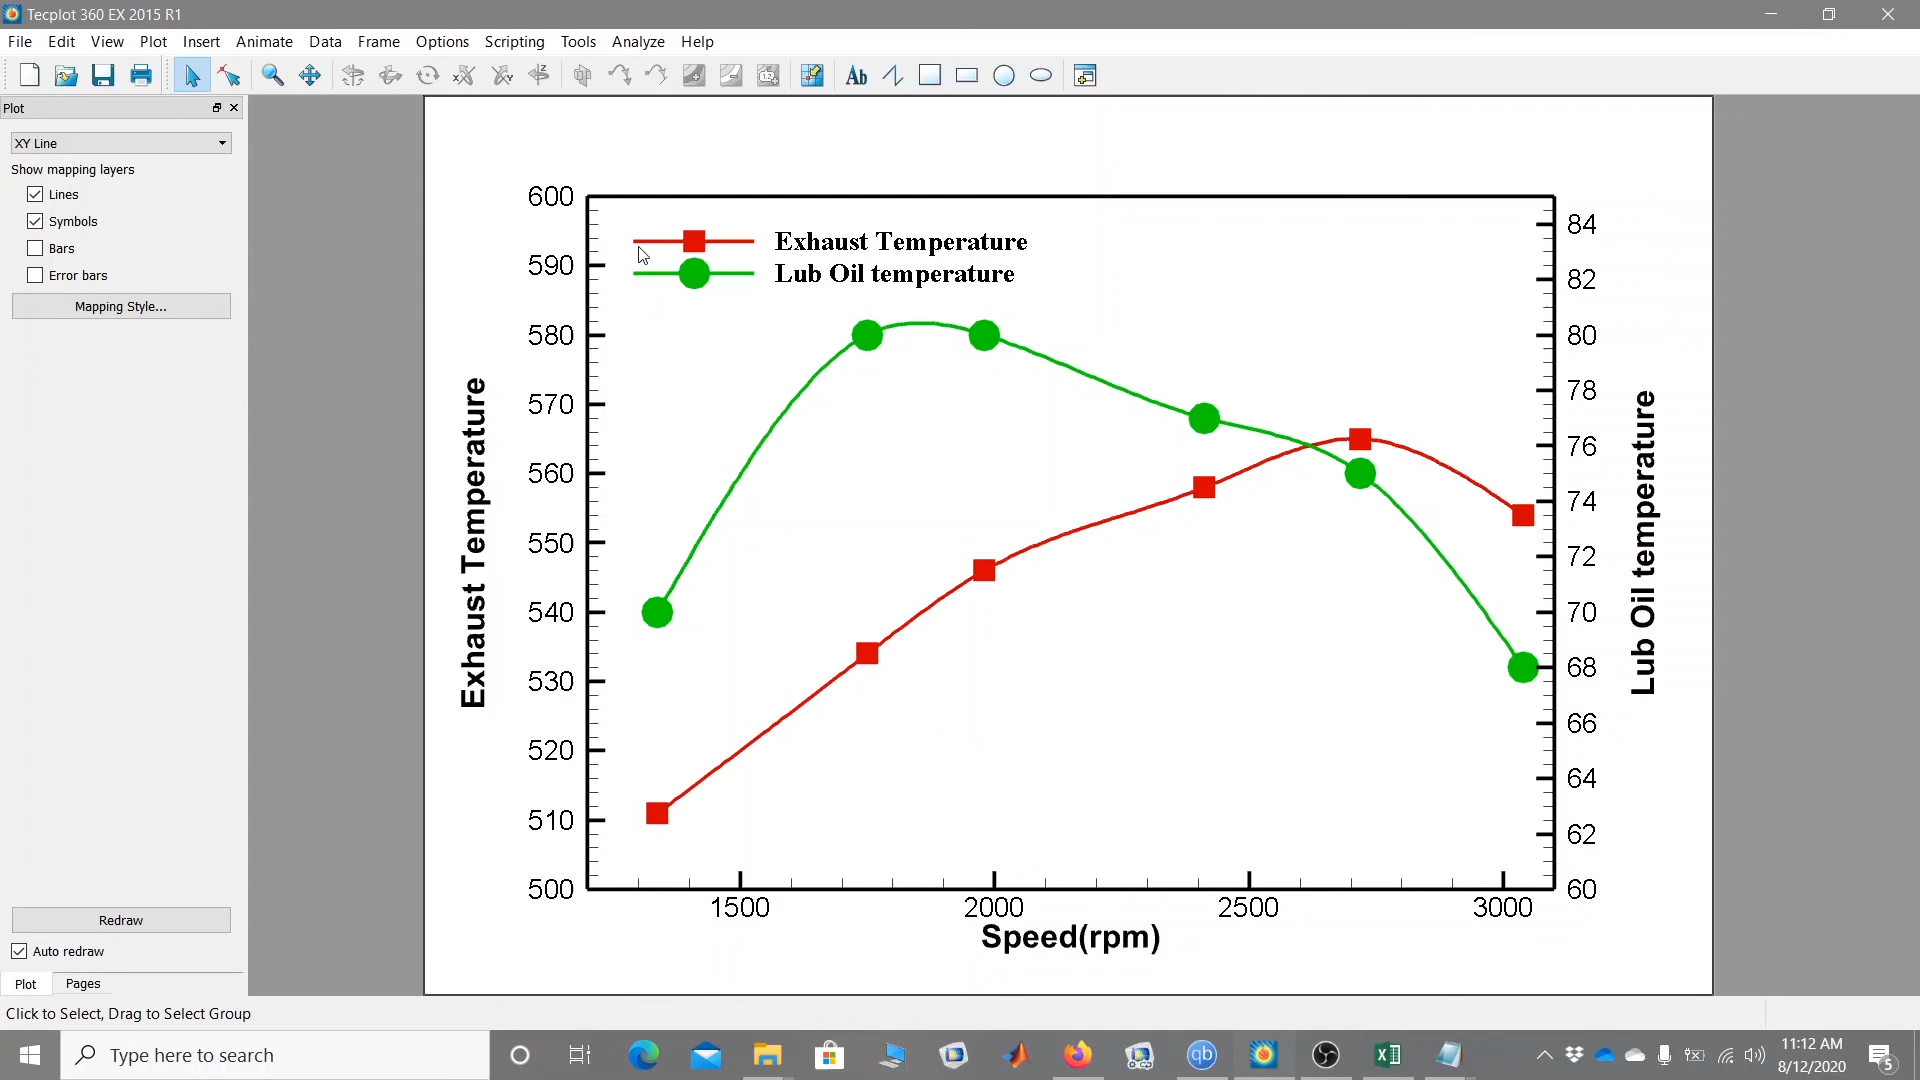 Tecplot 360 EX 2015 R1
File Edit View Plot Insert Animate Data Frame Options Scripting Tools Analyze Help
Ab
Plot
XY Line
Show mapping layers
Lines
Symbols
Bars
Error bars
Mapping Style...
Redraw
Auto redraw
Plot Pages
Exhaust Temperature
Lub Oil temperature
600
590
580
570
560
550
540
530
520
510
500
Exhaust Temperature
84
82
80
78
76
74
72
70
68
66
64
62
60
Lub Oil temperature
1500 2000 2500 3000
Speed(rpm)
Click to Select, Drag to Select Group
Type here to search
qb
11:12 AM
8/12/2020
5